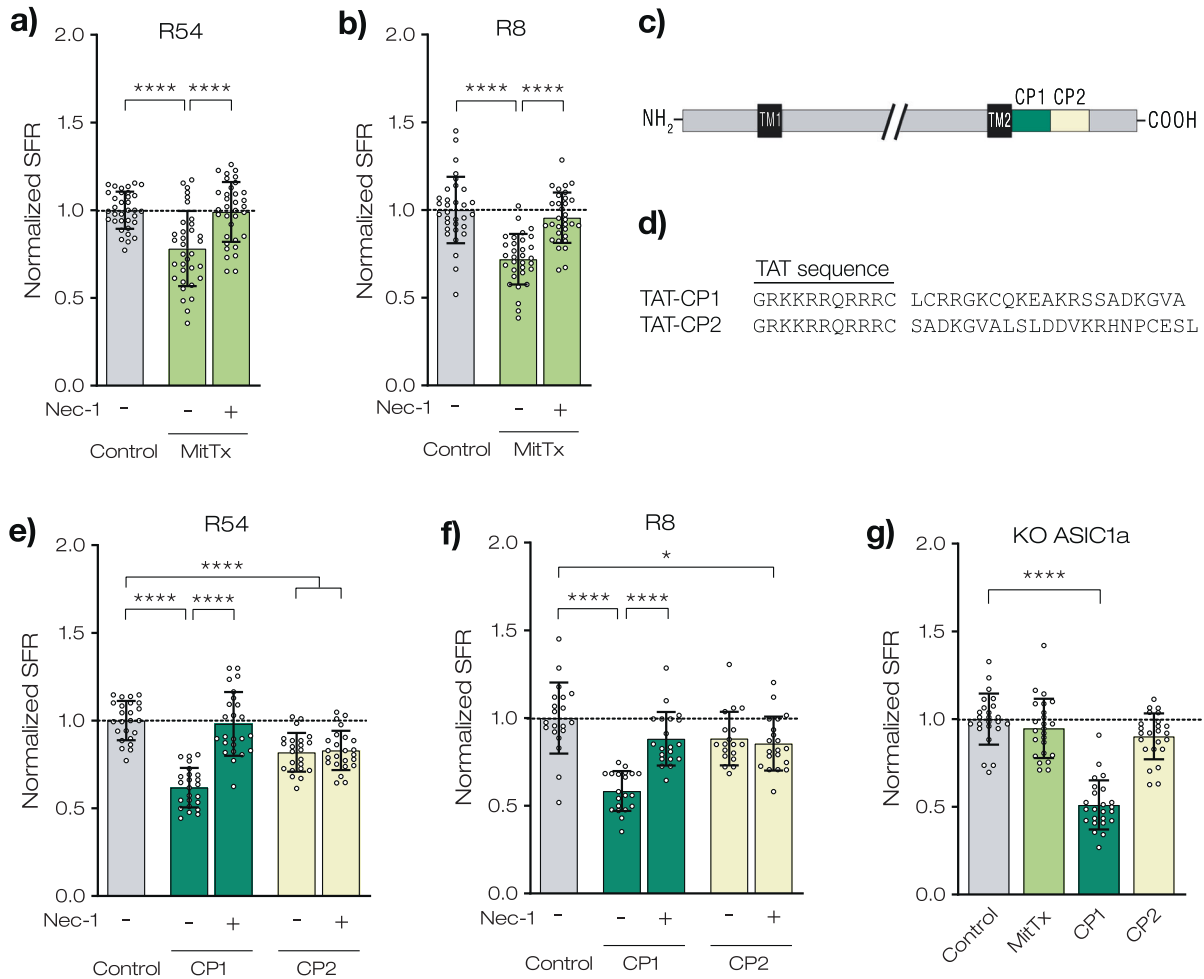 a)
R54
Normalized SFR
2.0
1.5
1.0
0.5
0.0
**** ****
Nec-1 - - +
Control MitTx
b)
R8
Normalized SFR
2.0
1.5
1.0
0.5
0.0
**** ****
Nec-1 - - +
Control MitTx
c)
CP1 CP2
NH2 TM1 TM2 COOH
d)
TAT sequence
TAT-CP1 GRKKRRQRRRC LCRRGKCQKEAKRSSADKGVA
TAT-CP2 GRKKRRQRRRC SADKGVALSLDDVKRHNPCESL
e)
R54
Normalized SFR
2.0
1.5
1.0
0.5
0.0
****
**** ****
Nec-1 - - + - +
Control CP1 CP2
f)
R8
Normalized SFR
2.0
1.5
1.0
0.5
0.0
*
**** ****
Nec-1 - - + - +
Control CP1 CP2
g)
KO ASIC1a
Normalized SFR
2.0
1.5
1.0
0.5
0.0
****
Control MitTx CP1 CP2